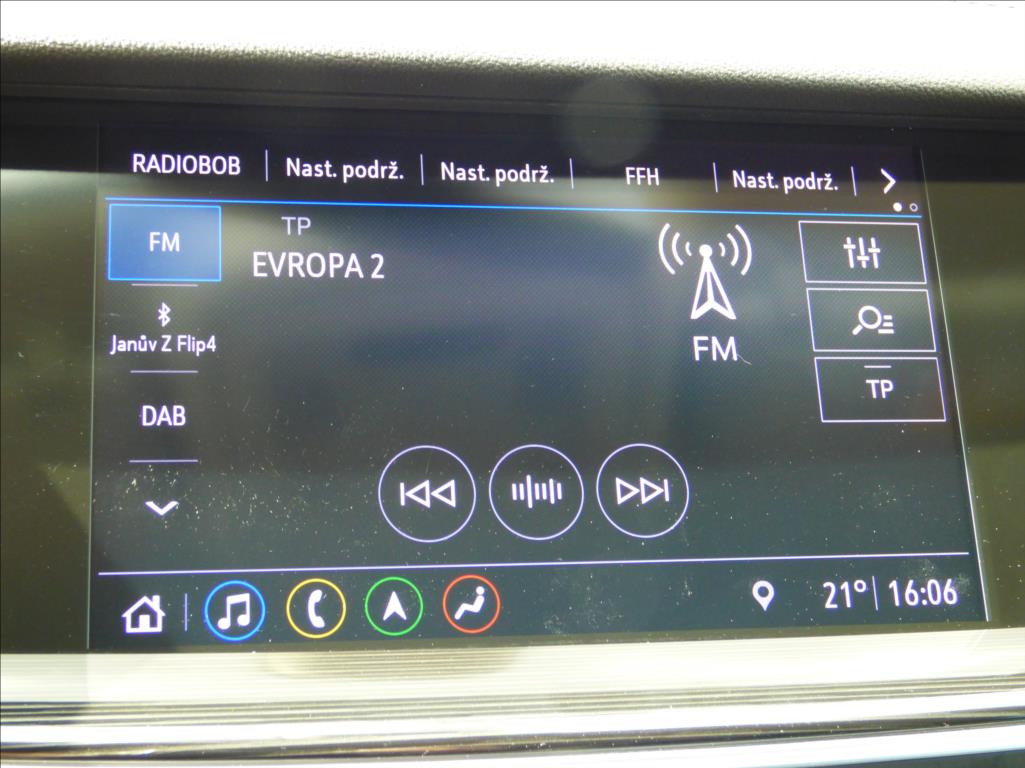 RADIOBOB Nast. podrž. Nast. podrž. FFH Nast. podrž.
FM
TP
EVROPA 2
FM
Janův Z Flip4
TP
DAB
21° 16:06